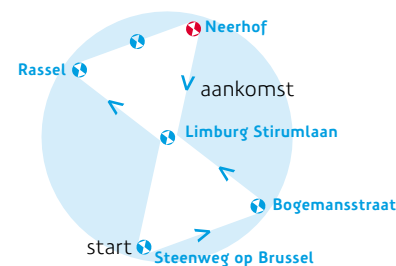 Neerhof
Rassel
aankomst
Limburg Stirumlaan
Bogemansstraat
start
Steenweg op Brussel